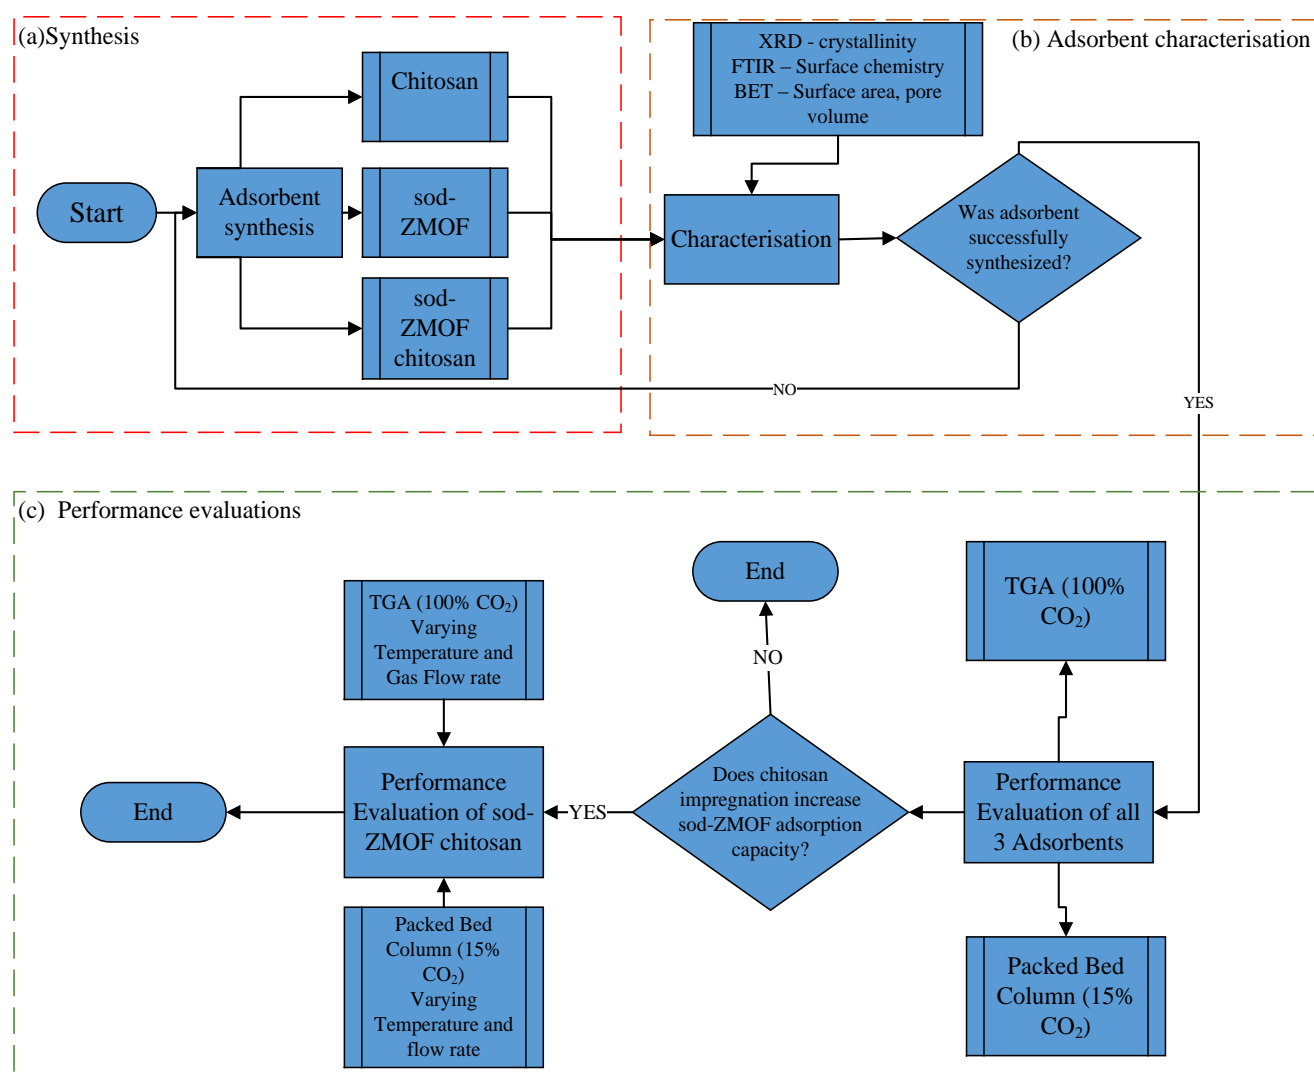 (a)Synthesis
Start
Adsorbent
synthesis
Chitosan
sod-
ZMOF
sod-
ZMOF
chitosan
(b) Adsorbent characterisation
XRD - crystallinity
FTIR – Surface chemistry
BET – Surface area, pore
volume
Characterisation
Was adsorbent
successfully
synthesized?
NO
YES
(c) Performance evaluations
TGA (100%
CO₂)
Performance
Evaluation of all
3 Adsorbents
Packed Bed
Column (15%
CO₂)
Does chitosan
impregnation increase
sod-ZMOF adsorption
capacity?
NO
End
YES
TGA (100% CO₂)
Varying
Temperature and
Gas Flow rate
Performance
Evaluation of sod-
ZMOF chitosan
Packed Bed
Column (15%
CO₂)
Varying
Temperature and
flow rate
End